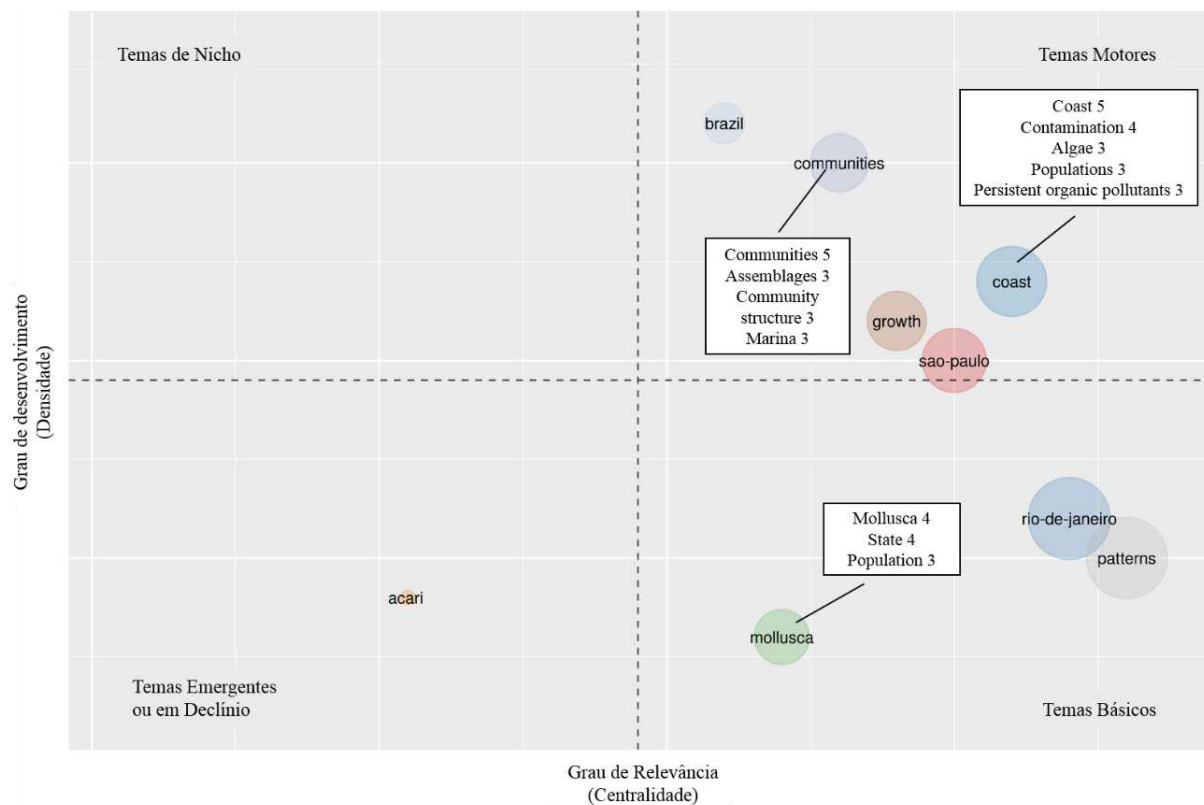 Temas de Nicho
Temas Motores
Coast 5
Contamination 4
Algae 3
Populations 3
Persistent organic pollutants 3
brazil
communities
Communities 5
Assemblages 3
Community
structure 3
Marina 3
coast
growth
sao-paulo
Grau de desenvolvimento
(Densidade)
Mollusca 4
State 4
Population 3
rio-de-janeiro
patterns
acari
mollusca
Temas Emergentes
ou em Declínio
Temas Básicos
Grau de Relevância
(Centralidade)